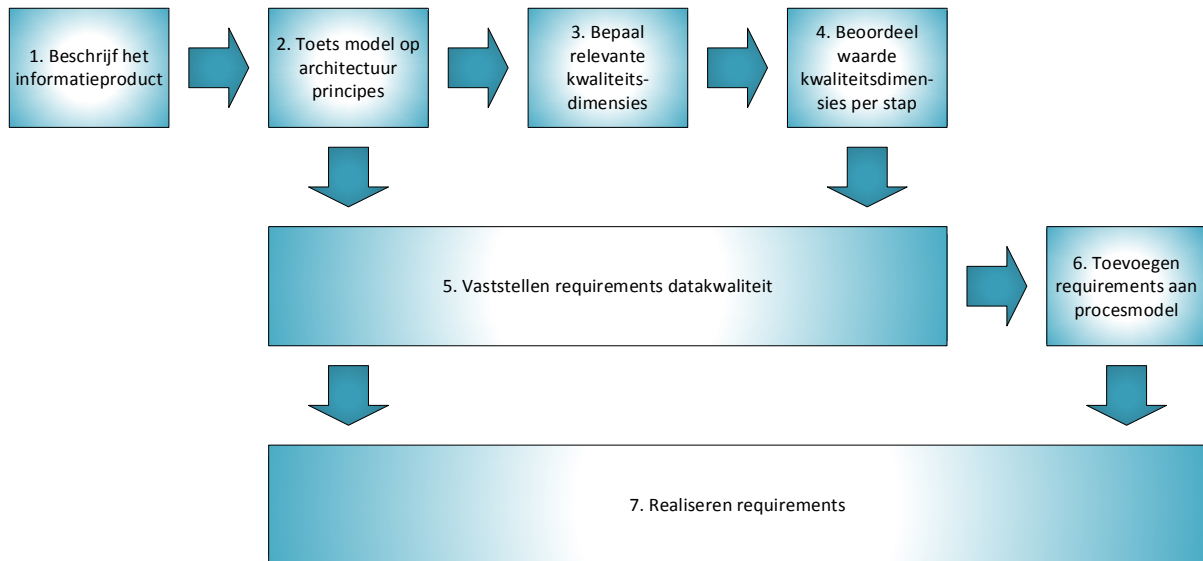 1. Beschrijf het
informatieproduct
2. Toets model op
architectuur
principes
3. Bepaal
relevante
kwaliteits-
dimensies
4. Beoordeel
waarde
kwaliteitsdimen-
sies per stap
5. Vaststellen requirements datakwaliteit
6. Toevoegen
requirements aan
procesmodel
7. Realiseren requirements